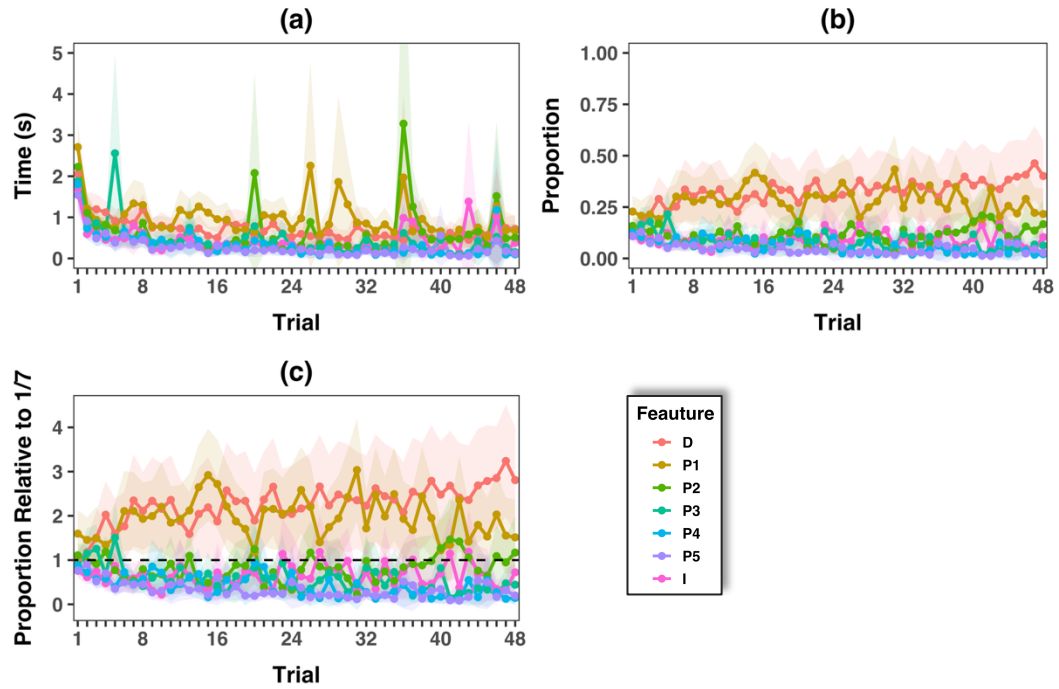 (a)
Time (s)
5
4
3
2
1
0
1 8 16 24 32 40 48
Trial
(b)
Proportion
1.00
0.75
0.50
0.25
0.00
1 8 16 24 32 40 48
Trial
(c)
Proportion Relative to 1/7
4
3
2
1
0
1 8 16 24 32 40 48
Trial
Feauture
D
P1
P2
P3
P4
P5
I